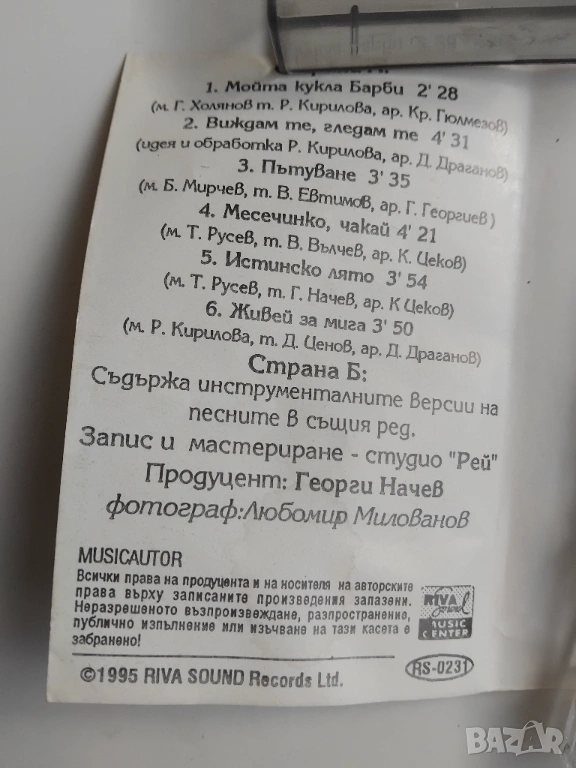 1. Мойта кукла Барби 2' 28
(м. Г. Холянов т. Р. Кирилова, ар. Кр. Гюлмезов)
2. Виждам те, гледам те 4' 31
(идея и обработка Р. Кирилова, ар. Д. Драганов)
3. Пътуване 3' 35
(м. Б. Мирчев, т. В. Евтимов, ар. Г. Георгиев)
4. Месечинко, чакай 4' 21
(м. Т. Русев, т. В. Вълчев, ар. К. Цеков)
5. Истинско лято 3' 54
(м. Т. Русев, т. Г. Начев, ар. К Цеков)
6. Живей за мига 3' 50
(м. Р. Кирилова, т. Д. Ценов, ар. Д. Драганов)
Страна Б:
Съдържа инструменталните версии на
песните в същия ред.
Запис и мастериране - студио "Рей"
Продуцент: Георги Начев
фотограф:Любомир Милованов
MUSICAUTOR
Всички права на продуцента и на носителя на авторските
права върху записаните произведения запазени.
Неразрешеното възпроизвеждане, разпространение,
публично изпълнение или излъчване на тази касета е
забранено!
RIVA
MUSIC
CENTER
©1995 RIVA SOUND Records Ltd.
RS-0231
BAZAR